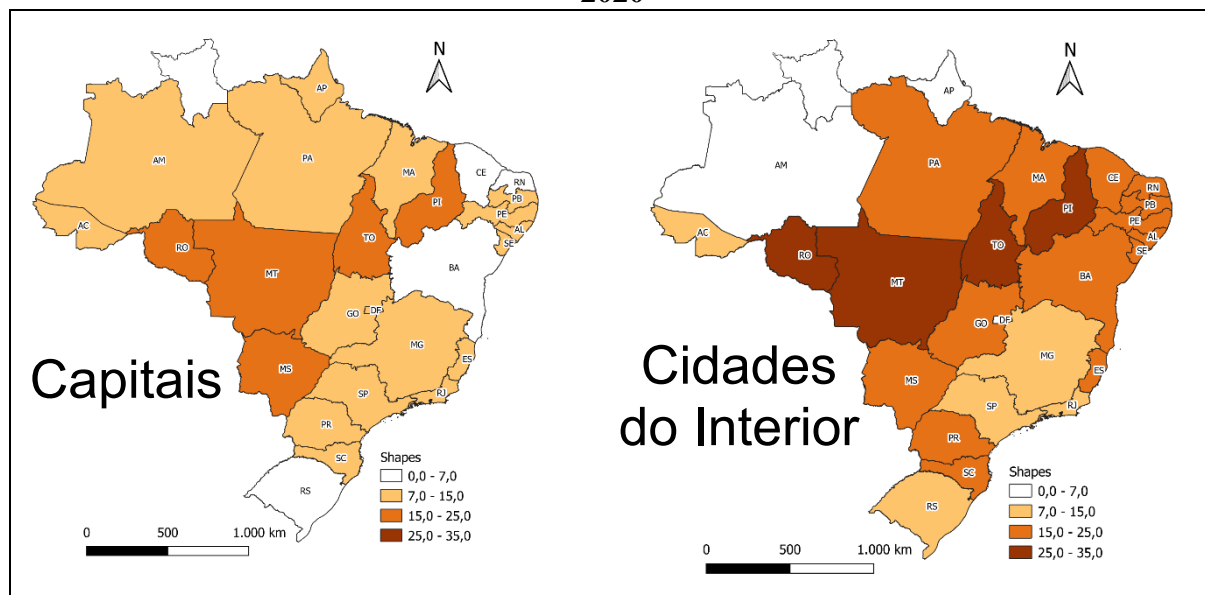 2020
N
AP
AM
PA
MA
CE
RN
PB
PI
PE
AL
AC
SE
TO
RO
BA
MT
GO
DF
MG
ES
MS
SP
RJ
PR
SC
RS
Capitais
Shapes
0,0 - 7,0
7,0 - 15,0
15,0 - 25,0
25,0 - 35,0
0 500 1.000 km
N
AP
AM
PA
MA
CE
RN
PB
PI
PE
AL
AC
SE
TO
RO
BA
MT
GO
DF
MG
ES
MS
SP
RJ
PR
SC
RS
Cidades
do Interior
Shapes
0,0 - 7,0
7,0 - 15,0
15,0 - 25,0
25,0 - 35,0
0 500 1.000 km